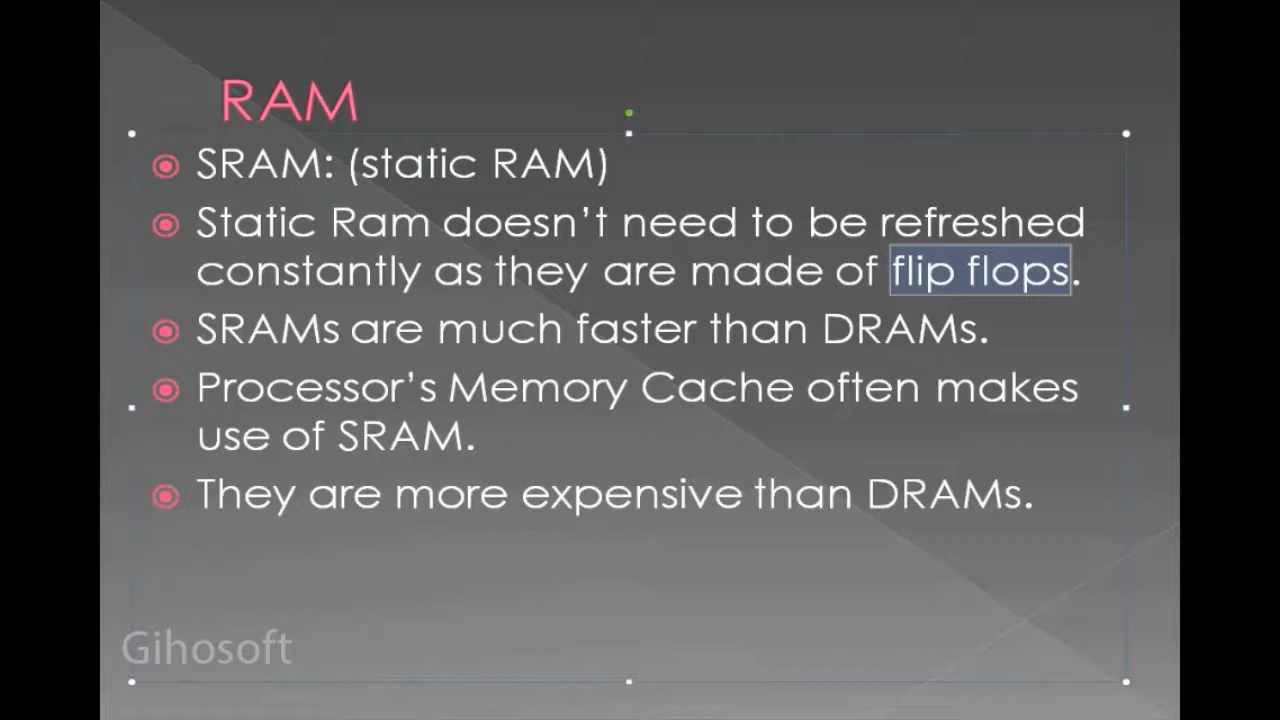 RAM
SRAM: (static RAM)
Static Ram doesn't need to be refreshed
constantly as they are made of flip flops.
SRAMs are much faster than DRAMs.
Processor's Memory Cache often makes
use of SRAM.
They are more expensive than DRAMs.
Gihosoft